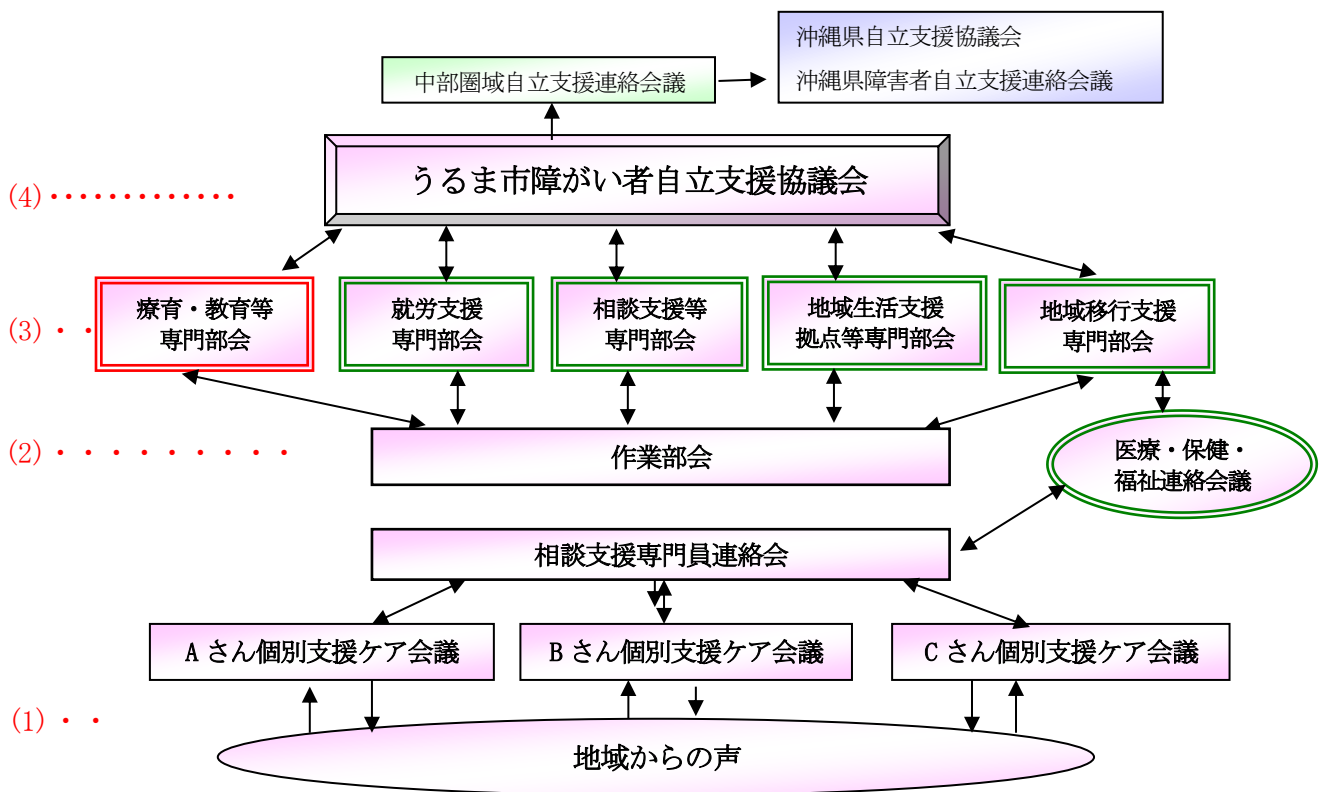 沖縄県自立支援協議会
沖縄県障害者自立支援連絡会議
中部圏域自立支援連絡会議
うるま市障がい者自立支援協議会
(4)・・・・・・・・・・・・・
療育・教育等
専門部会
就労支援
専門部会
相談支援等
専門部会
地域生活支援
拠点等専門部会
地域移行支援
専門部会
(3)・・
(2)・・・・・・・・・
作業部会
医療・保健・
福祉連絡会議
相談支援専門員連絡会
Aさん個別支援ケア会議
Bさん個別支援ケア会議
Cさん個別支援ケア会議
(1)・・
地域からの声